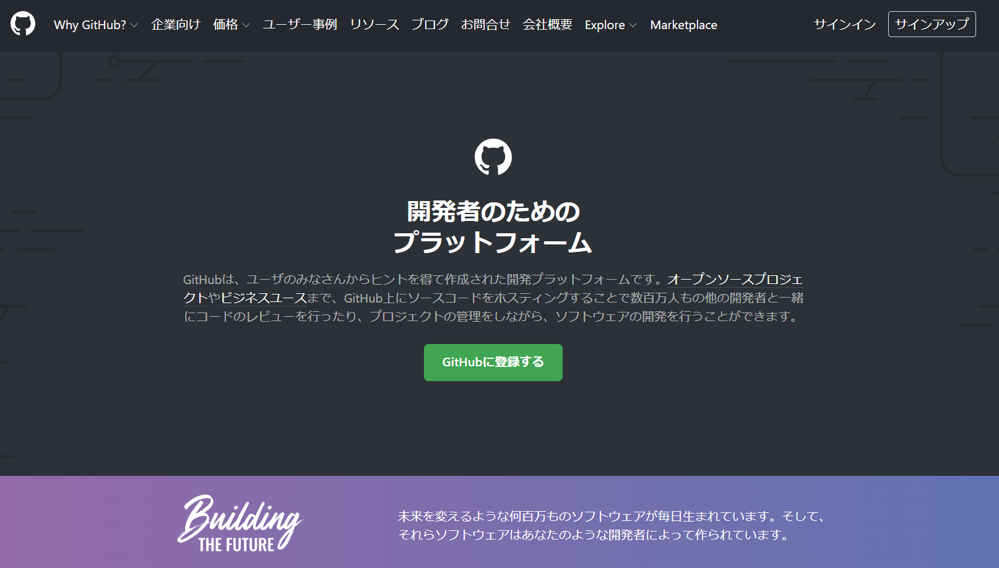 Why GitHub? 企業向け 価格 ユーザー事例 リソース ブログ お問合せ 会社概要 Explore Marketplace サインイン サインアップ
開発者のための
プラットフォーム
GitHubは、ユーザのみなさんからヒントを得て作成された開発プラットフォームです。オープンソースプロジェ
クトやビジネスユースまで、GitHub上にソースコードをホスティングすることで数百万人もの他の開発者と一緒
にコードのレビューを行ったり、プロジェクトの管理をしながら、ソフトウェアの開発を行うことができます。
GitHubに登録する
Building
THE FUTURE
未来を変えるような何百万ものソフトウェアが毎日生まれています。そして、
それらソフトウェアはあなたのような開発者によって作られています。